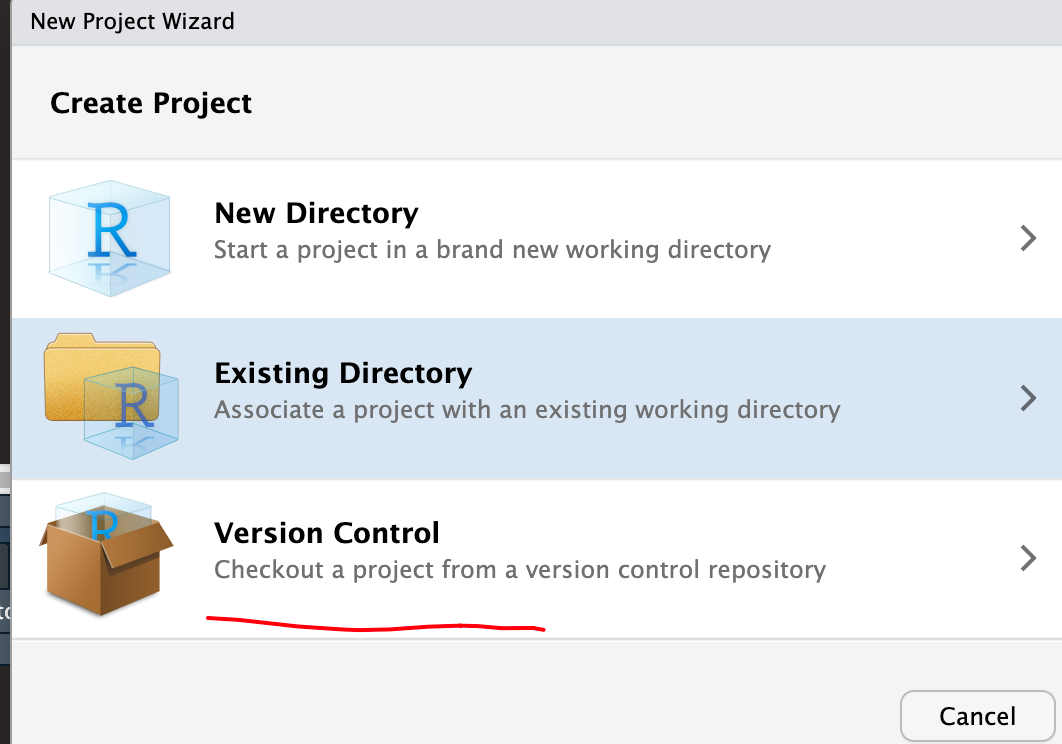 New Project Wizard
Create Project
R
New Directory
Start a project in a brand new working directory
R
Existing Directory
Associate a project with an existing working directory
R
Version Control
Checkout a project from a version control repository
Cancel